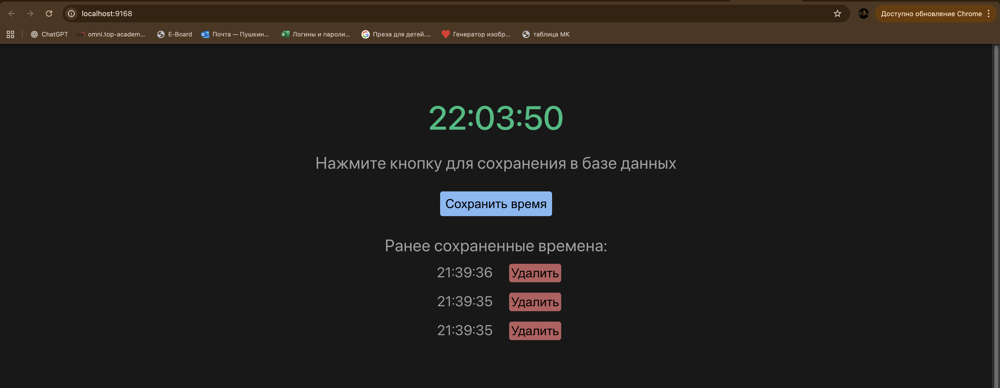 localhost:9168
Доступно обновление Chrome
ChatGPT
top
omni.top-academ...
E-Board
Почта — Пушкин...
Логины и пароли...
Преза для детей....
Генератор изобр...
таблица МК
22:03:50
Нажмите кнопку для сохранения в базе данных
Сохранить время
Ранее сохраненные времена:
21:39:36 Удалить
21:39:35 Удалить
21:39:35 Удалить